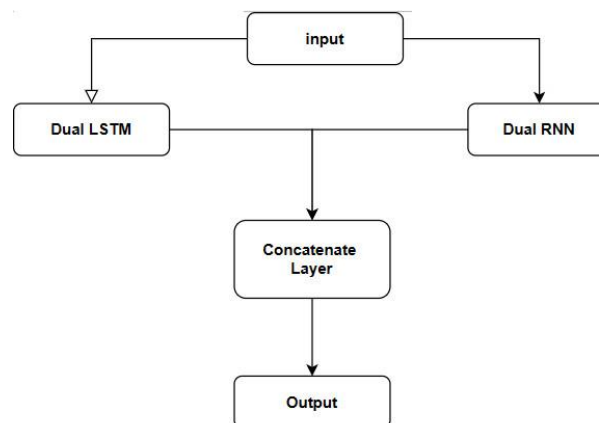 input
Dual LSTM
Dual RNN
Concatenate
Layer
Output